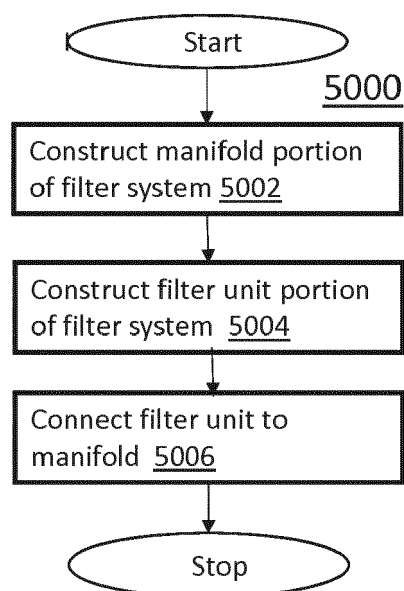 Start
5000
Construct manifold portion
of filter system 5002
Construct filter unit portion
of filter system 5004
Connect filter unit to
manifold 5006
Stop